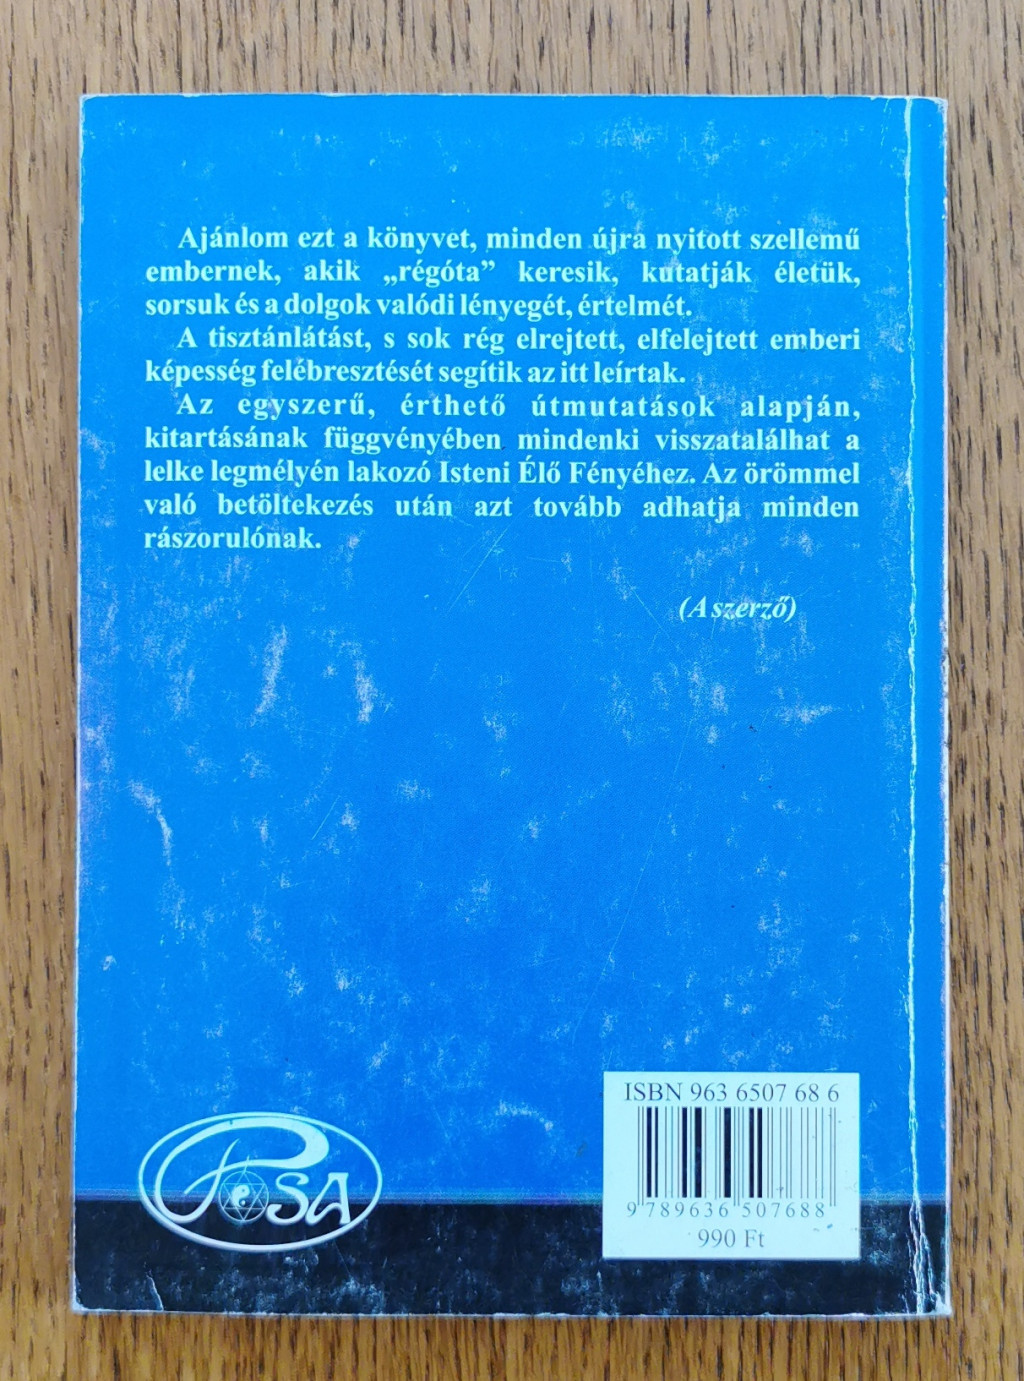 Ajánlom ezt a könyvet, minden újra nyitott szellemű
embernek, akik „régóta” keresik, kutatják életük,
sorsuk és a dolgok valódi lényegét, értelmét.
A tisztánlátást, s sok rég elrejtett, elfelejtett emberi
képesség felébresztését segítik az itt leírtak.
Az egyszerű, érthető útmutatások alapján,
kitartásának függvényében mindenki visszatalálhat a
lelke legmélyén lakozó Isteni Élő Fényéhez. Az örömmel
való betöltekezés után azt tovább adhatja minden
rászorulónak.
(A szerző)
ISBN 963 6507 68 6
9 789636 507688
990 Ft
PoSA